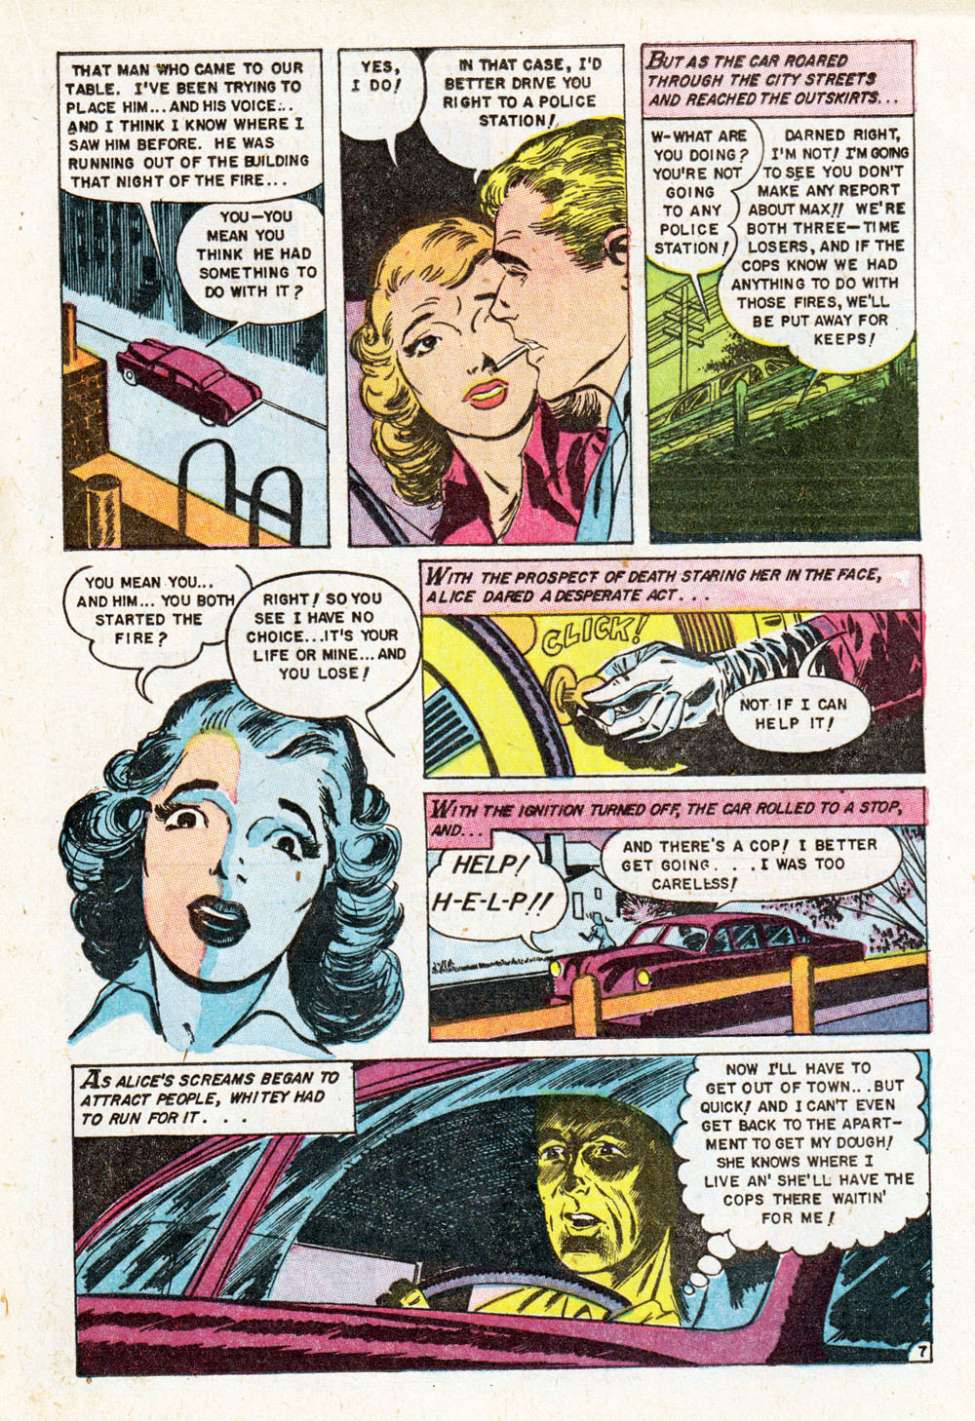 THAT MAN WHO CAME TO OUR
TABLE. I'VE BEEN TRYING TO
PLACE HIM...AND HIS VOICE...
AND I THINK I KNOW WHERE I
SAW HIM BEFORE. HE WAS
RUNNING OUT OF THE BUILDING
THAT NIGHT OF THE FIRE...
YOU—YOU
MEAN YOU
THINK HE HAD
SOMETHING TO
DO WITH IT?
YES,
I DO!
IN THAT CASE, I'D
BETTER DRIVE YOU
RIGHT TO A POLICE
STATION!
BUT AS THE CAR ROARED
THROUGH THE CITY STREETS
AND REACHED THE OUTSKIRTS...
W-WHAT ARE
YOU DOING?
YOU'RE NOT
GOING
TO ANY
POLICE
STATION!
DARNED RIGHT,
I'M NOT! I'M GOING
TO SEE YOU DON'T
MAKE ANY REPORT
ABOUT MAX!! WE'RE
BOTH THREE—TIME
LOSERS, AND IF THE
COPS KNOW WE HAD
ANYTHING TO DO WITH
THOSE FIRES, WE'LL
BE PUT AWAY FOR
KEEPS!
YOU MEAN YOU...
AND HIM... YOU BOTH
STARTED THE
FIRE?
RIGHT! SO YOU
SEE I HAVE NO
CHOICE...IT'S YOUR
LIFE OR MINE...AND
YOU LOSE!
WITH THE PROSPECT OF DEATH STARING HER IN THE FACE,
ALICE DARED A DESPERATE ACT...
CLICK!
NOT IF I CAN
HELP IT!
WITH THE IGNITION TURNED OFF, THE CAR ROLLED TO A STOP,
AND...
HELP!
H-E-L-P!!
AND THERE'S A COP! I BETTER
GET GOING. . . . I WAS TOO
CARELESS!
AS ALICE'S SCREAMS BEGAN TO
ATTRACT PEOPLE, WHITEY HAD
TO RUN FOR IT. . . .
NOW I'LL HAVE TO
GET OUT OF TOWN...BUT
QUICK! AND I CAN'T EVEN
GET BACK TO THE APART-
MENT TO GET MY DOUGH!
SHE KNOWS WHERE I
LIVE AN' SHE'LL HAVE THE
COPS THERE WAITIN'
FOR ME!
7